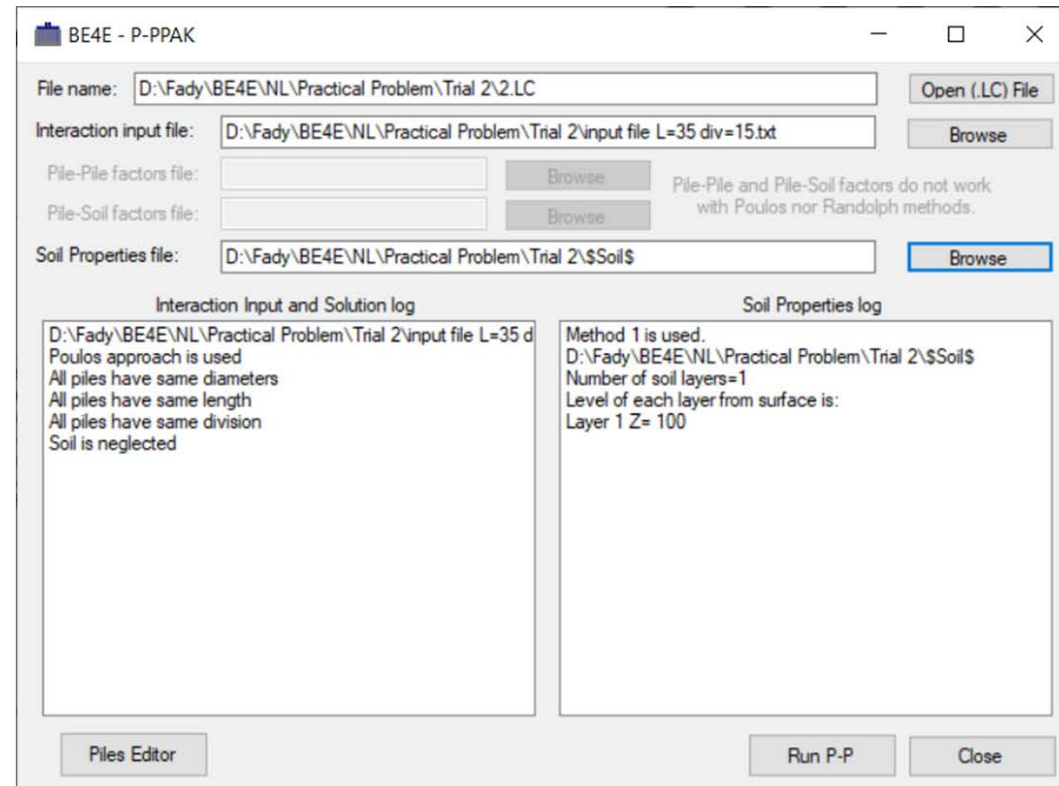 BE4E - P-PPAK
File name: D:\Fady\BE4E\NL\Practical Problem\Trial 2\2.LC Open (.LC) File
Interaction input file: D:\Fady\BE4E\NL\Practical Problem\Trial 2\input file L=35 div=15.txt Browse
Pile-Pile factors file: Browse
Pile-Soil factors file: Browse
Pile-Pile and Pile-Soil factors do not work
with Poulos nor Randolph methods.
Soil Properties file: D:\Fady\BE4E\NL\Practical Problem\Trial 2\$Soil$ Browse
Interaction Input and Solution log
D:\Fady\BE4E\NL\Practical Problem\Trial 2\input file L=35 d
Poulos approach is used
All piles have same diameters
All piles have same length
All piles have same division
Soil is neglected
Soil Properties log
Method 1 is used.
D:\Fady\BE4E\NL\Practical Problem\Trial 2\$Soil$
Number of soil layers=1
Level of each layer from surface is:
Layer 1 Z= 100
Piles Editor Run P-P Close